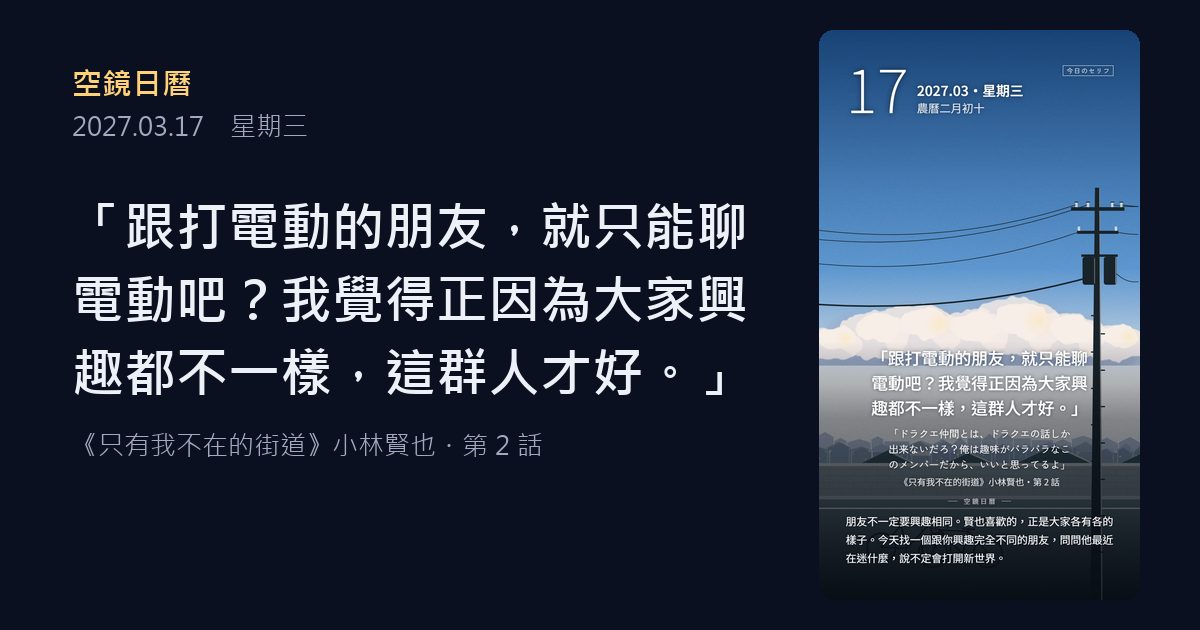 空鏡日曆
2027.03.17　星期三
「跟打電動的朋友，就只能聊
電動吧？我覺得正因為大家興
趣都不一樣，這群人才好。」
《只有我不在的街道》小林賢也・第 2 話
今日のセリフ
17
2027.03・星期三
農曆二月初十
「跟打電動的朋友，就只能聊
電動吧？我覺得正因為大家興
趣都不一樣，這群人才好。」
「ドラクエ仲間とは、ドラクエの話しか
出来ないだろ？俺は趣味がバラバラなこ
のメンバーだから、いいと思ってるよ」
《只有我不在的街道》小林賢也・第 2 話
空鏡日曆
朋友不一定要興趣相同。賢也喜歡的，正是大家各有各的
樣子。今天找一個跟你興趣完全不同的朋友，問問他最近
在迷什麼，說不定會打開新世界。